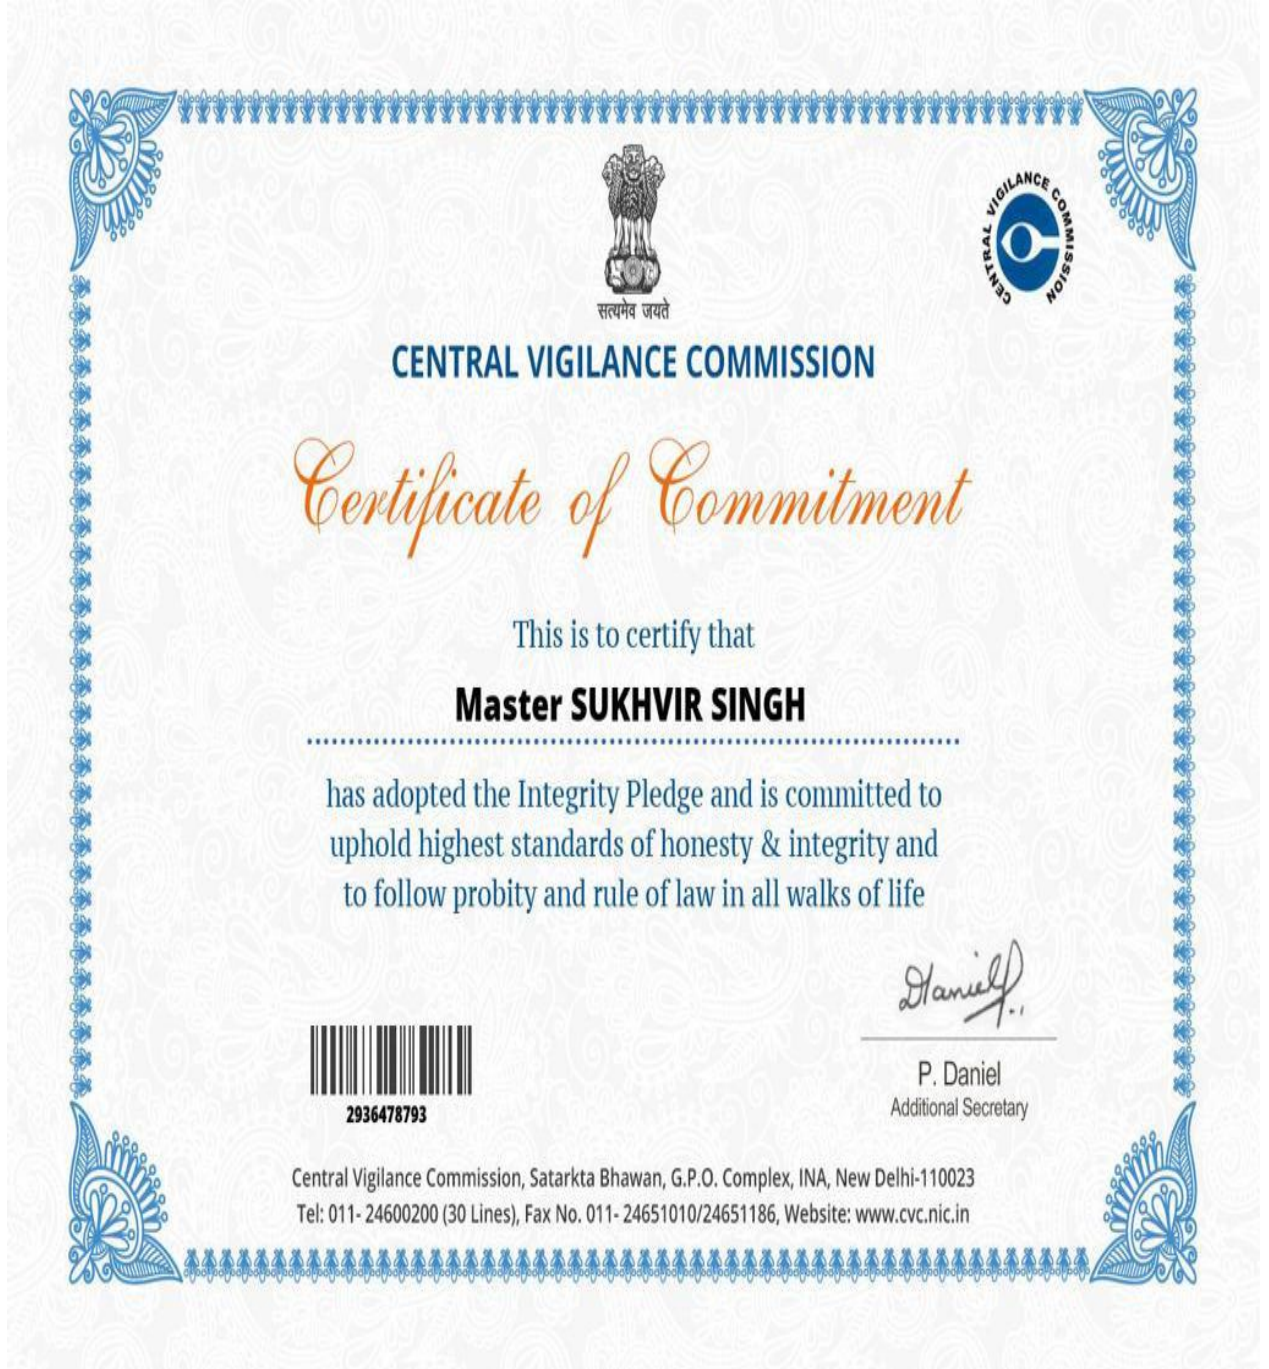 सत्यमेव जयते
CENTRAL VIGILANCE COMMISSION
CENTRAL VIGILANCE COMMISSION
Certificate of Commitment
This is to certify that
Master SUKHVIR SINGH
has adopted the Integrity Pledge and is committed to
uphold highest standards of honesty & integrity and
to follow probity and rule of law in all walks of life
DanielP.
P. Daniel
Additional Secretary
2936478793
Central Vigilance Commission, Satarkta Bhawan, G.P.O. Complex, INA, New Delhi-110023
Tel: 011- 24600200 (30 Lines), Fax No. 011- 24651010/24651186, Website: www.cvc.nic.in